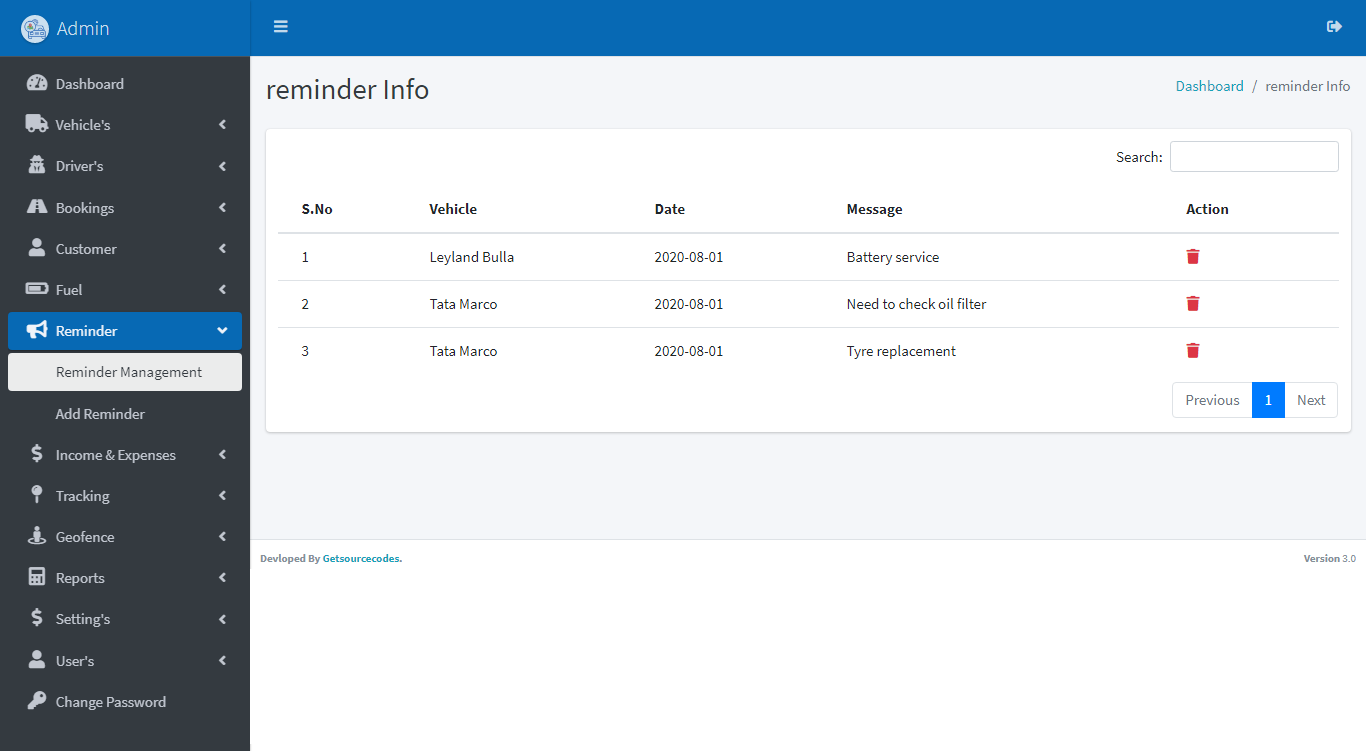 Admin
Dashboard
Vehicle's
Driver's
Bookings
Customer
Fuel
Reminder
Reminder Management
Add Reminder
Income & Expenses
Tracking
Geofence
Reports
Setting's
User's
Change Password
reminder Info
Dashboard / reminder Info
Search:
S.No Vehicle Date Message Action
1 Leyland Bulla 2020-08-01 Battery service
2 Tata Marco 2020-08-01 Need to check oil filter
3 Tata Marco 2020-08-01 Tyre replacement
Previous 1 Next
Devloped By Getsourcecodes. Version 3.0